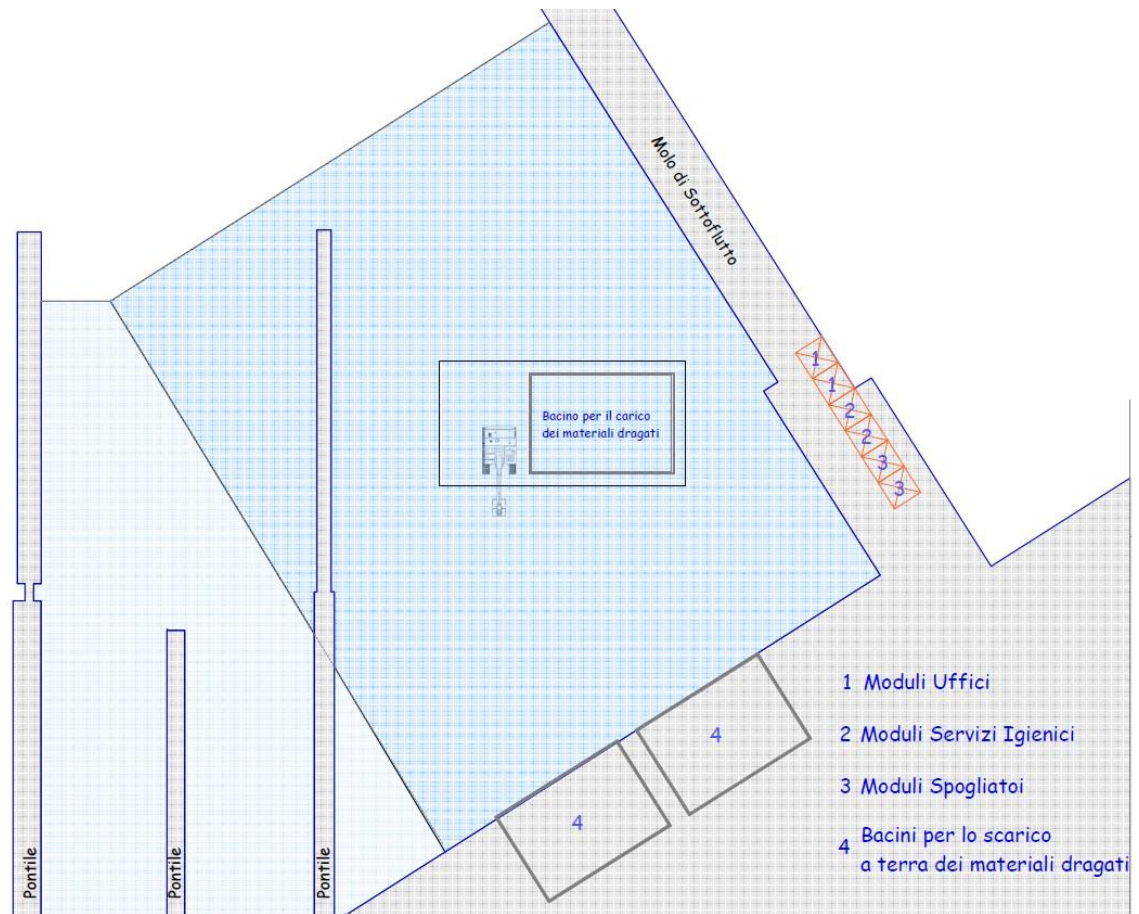 Molo di Sottoflutto
1
1
2
2
3
3
Bacino per il carico
dei materiali dragati
4
4
1 Moduli Uffici
2 Moduli Servizi Igienici
3 Moduli Spogliatoi
4 Bacini per lo scarico
a terra dei materiali dragati
Pontile
Pontile
Pontile